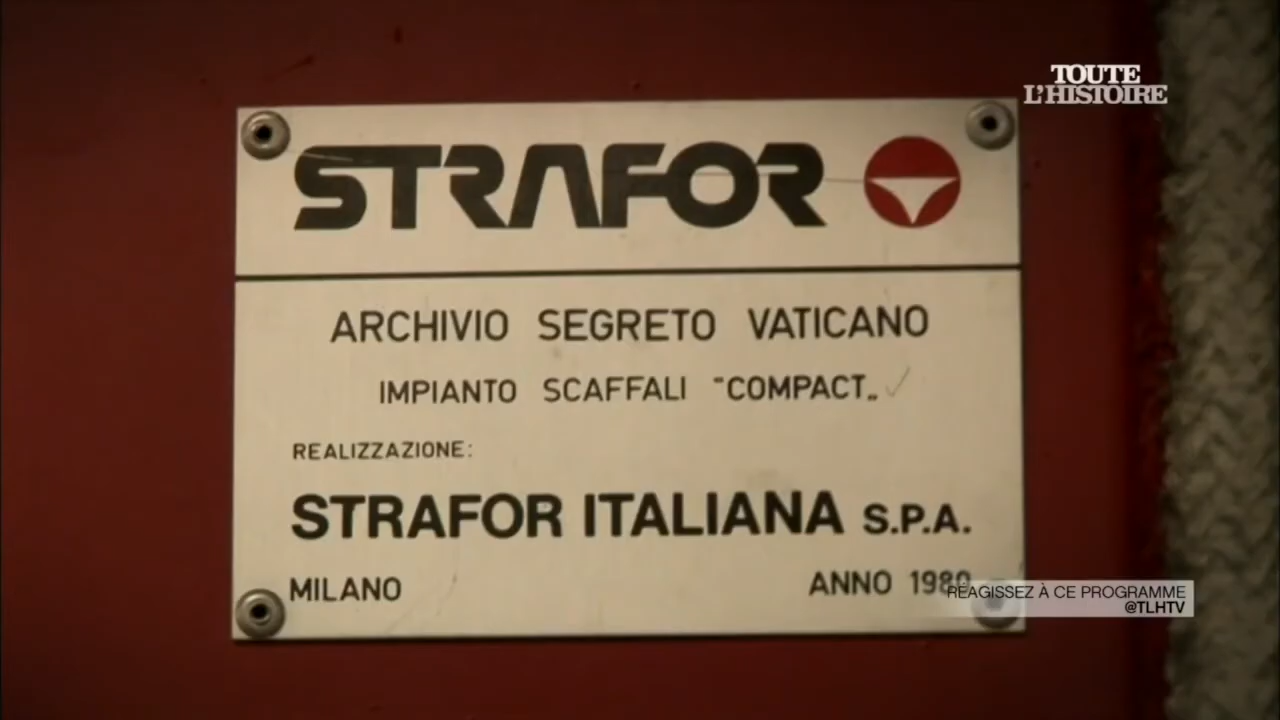 TOUTE
L'HISTOIRE
STRAFOR
ARCHIVIO SEGRETO VATICANO
IMPIANTO SCAFFALI "COMPACT„
REALIZZAZIONE:
STRAFOR ITALIANA S.P.A.
MILANO
ANNO 1980
RÉAGISSEZ À CE PROGRAMME
@TLHTV